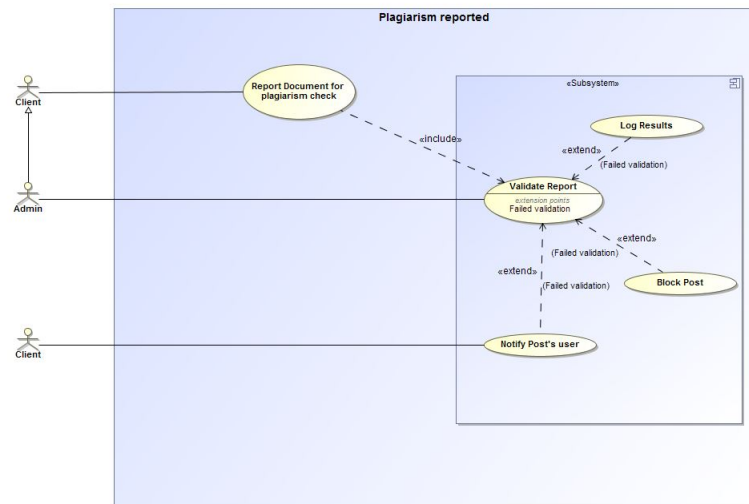 Plagiarism reported
«Subsystem»
Report Document for
plagiarism check
Client
Log Results
«include»
«extend»
(Failed validation)
Validate Report
extension points
Failed validation
Admin
«extend»
(Failed validation)
«extend»
(Failed validation)
Block Post
Notify Post's user
Client